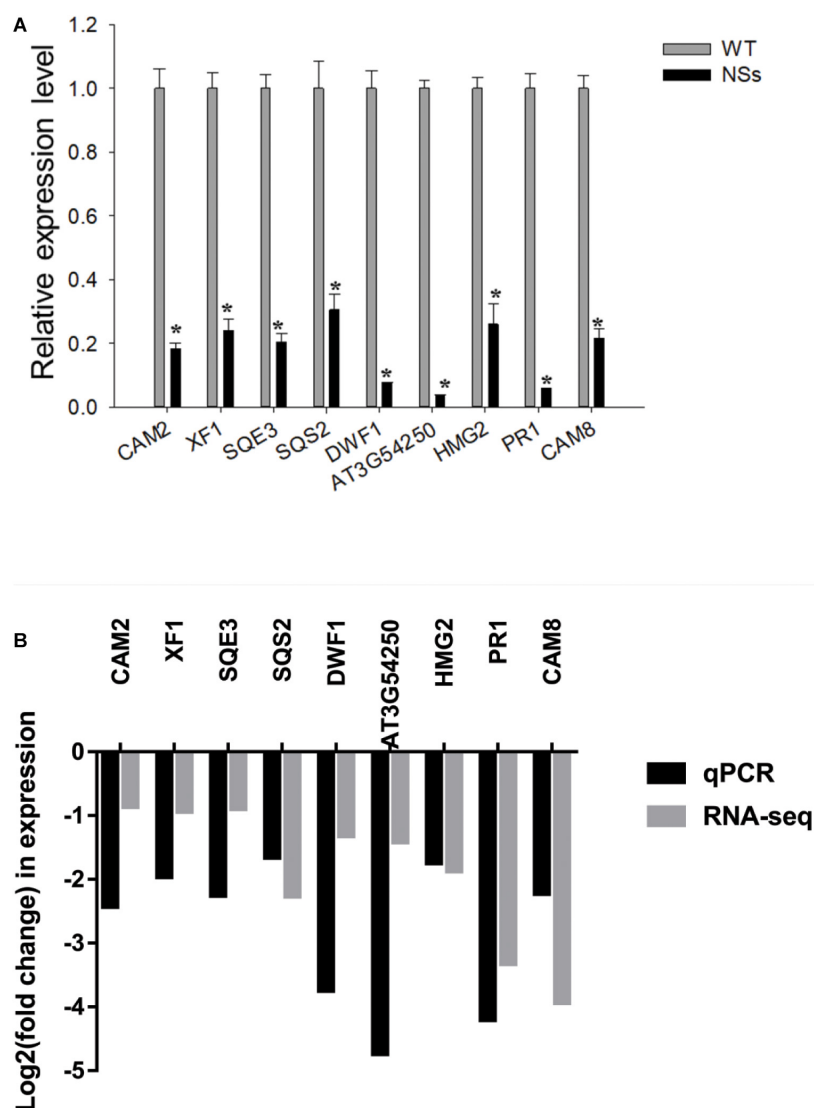 A
Relative expression level
1.2
1.0
0.8
0.6
0.4
0.2
0.0
* * * * * * * * *
CAM2 XF1 SQE3 SQS2 DWF1 AT3G54250 HMG2 PR1 CAM8
WT
NSs
B
CAM2 XF1 SQE3 SQS2 DWF1 AT3G54250 HMG2 PR1 CAM8
Log2(fold change) in expression
0
-1
-2
-3
-4
-5
qPCR
RNA-seq